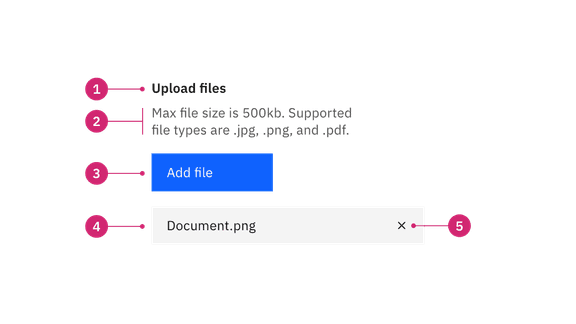 1
Upload files
2
Max file size is 500kb. Supported
file types are .jpg, .png, and .pdf.
3
Add file
4
Document.png
5